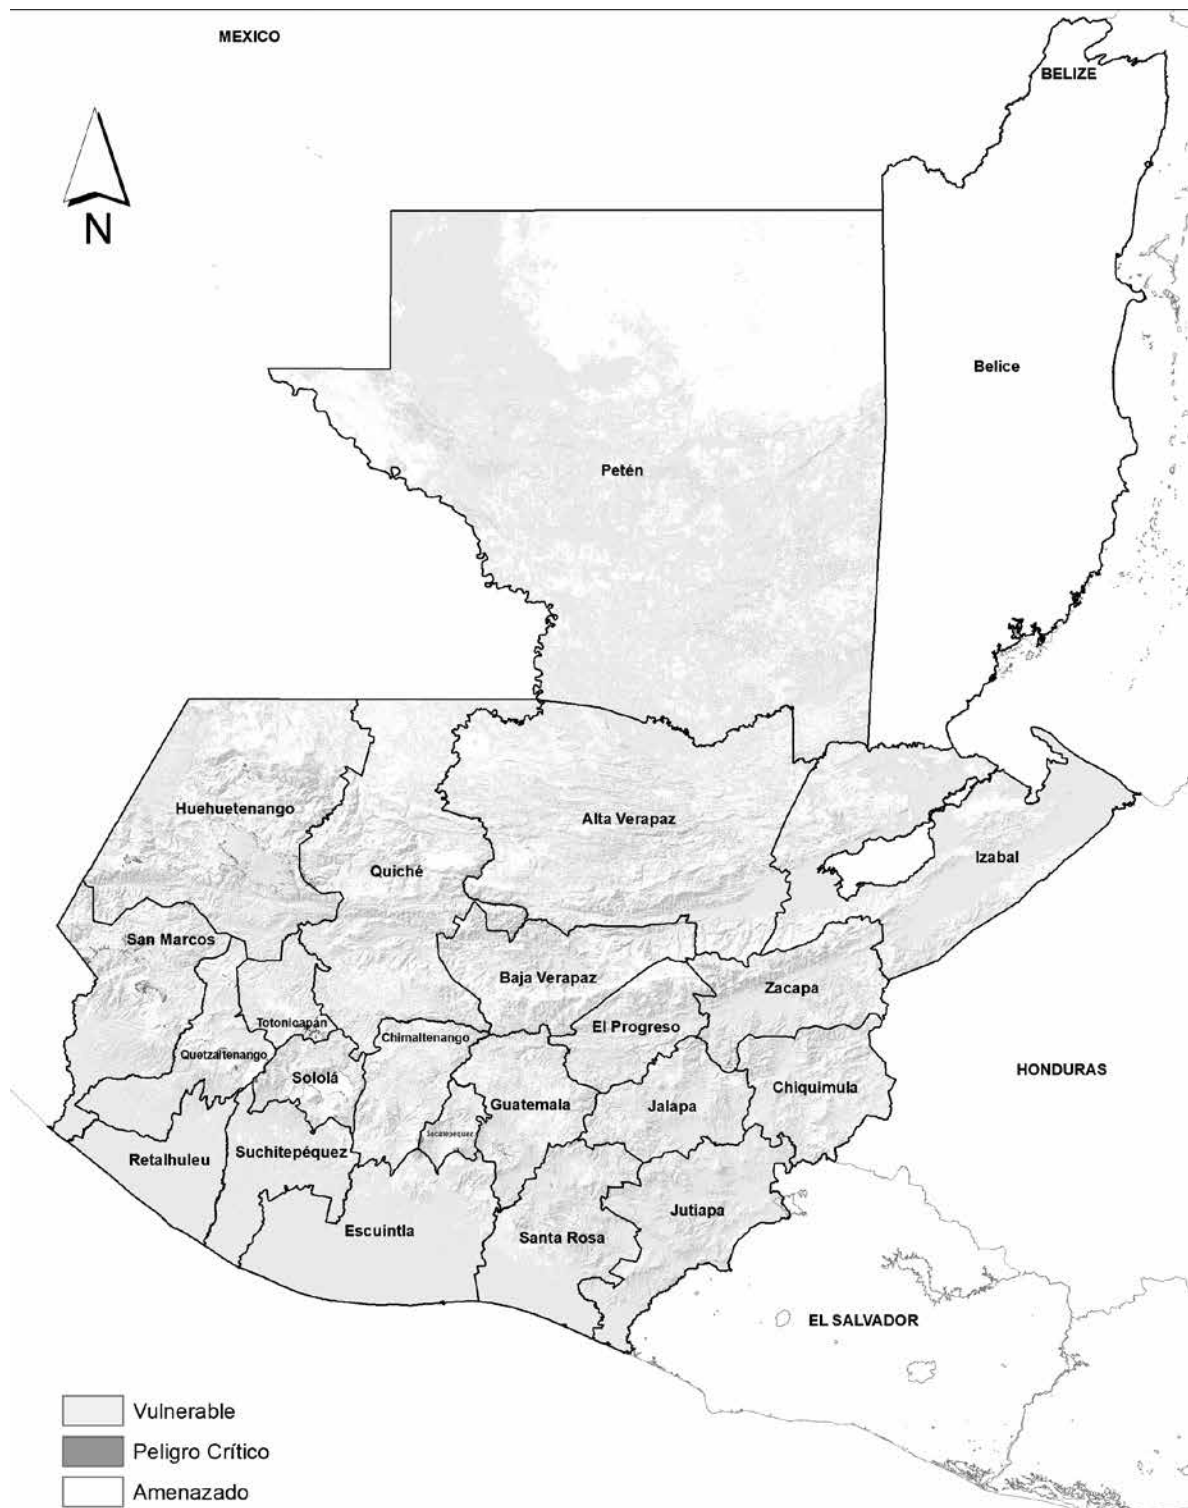 MEXICO
BELIZE
N
Belice
Petén
Huehuetenango
Alta Verapaz
Izabal
Quiché
San Marcos
Baja Verapaz
Zacapa
Totonicapán
El Progreso
Chimaltenango
Quetzaltenango
HONDURAS
Sololá
Chiquimula
Guatemala
Jalapa
Sacatepéquez
Retalhuleu
Suchitepéquez
Jutiapa
Escuintla
Santa Rosa
EL SALVADOR
Vulnerable
Peligro Crítico
Amenazado